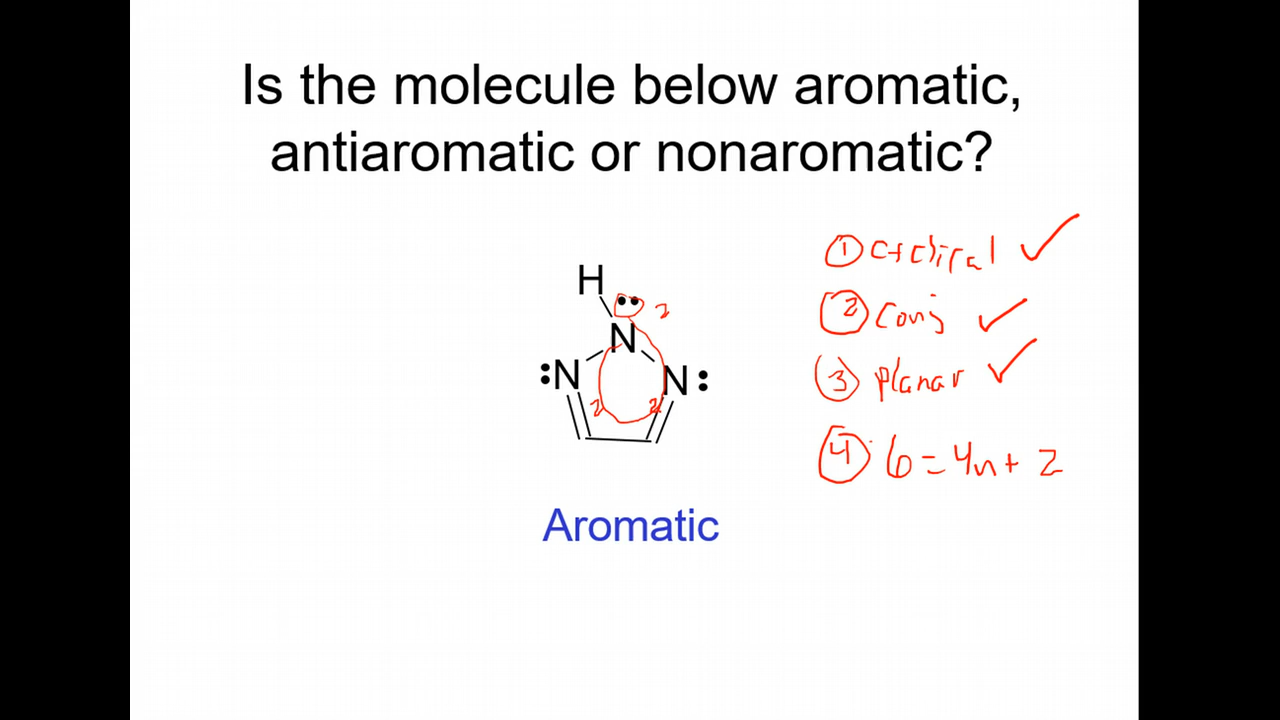 Is the molecule below aromatic,
antiaromatic or nonaromatic?
① cyclical ✓
H
② conj ✓
2
N
:N
N:
③ planar ✓
2 2
④ 6 = 4n + 2
Aromatic